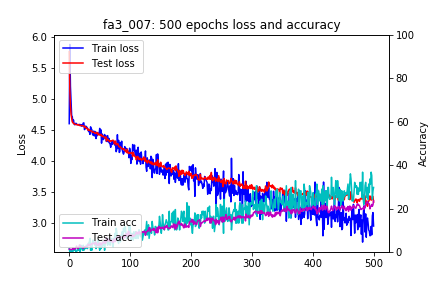 fa3_007: 500 epochs loss and accuracy
Train loss
Test loss
Train acc
Test acc
Loss
Accuracy
6.0
5.5
5.0
4.5
4.0
3.5
3.0
100
80
60
40
20
0
0
100
200
300
400
500